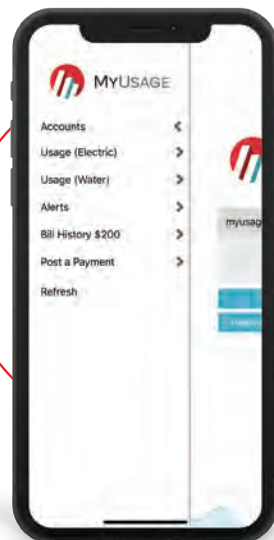 MYUSAGE
Accounts
Usage (Electric)
Usage (Water)
Alerts
Bill History $200
Post a Payment
Refresh
myusag